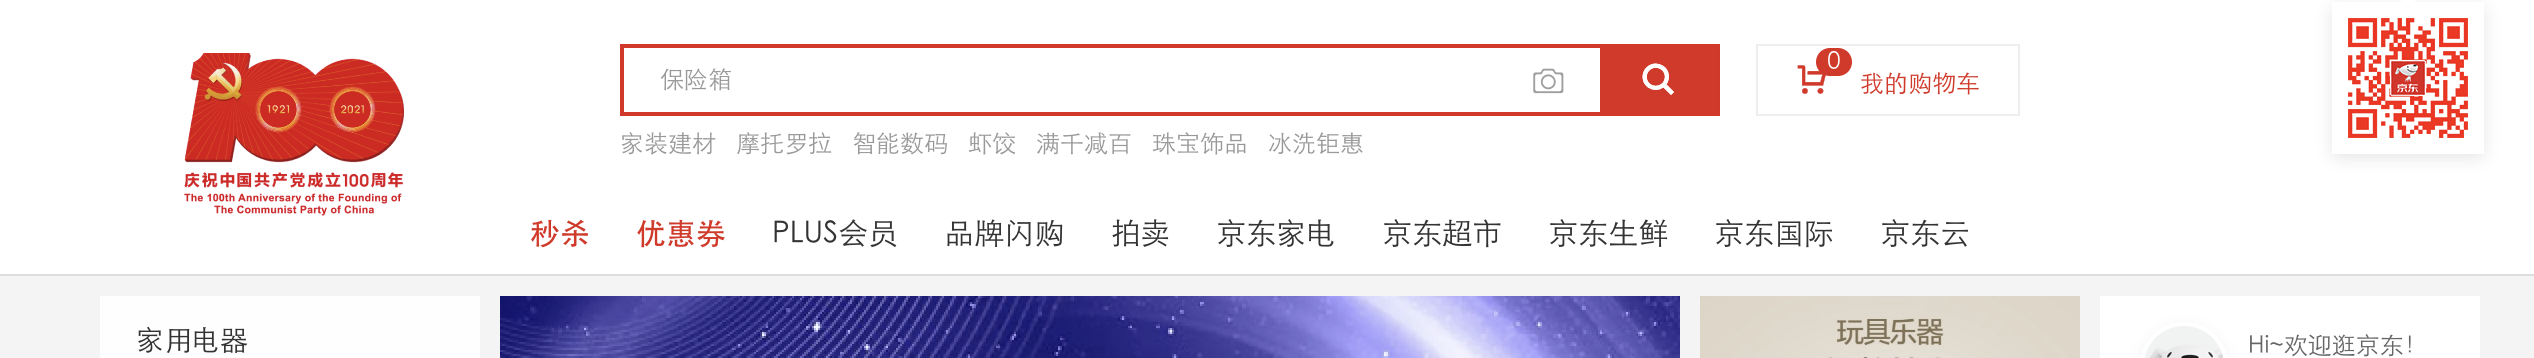 保险箱
0
我的购物车
京东
1921
2021
家装建材 摩托罗拉 智能数码 虾饺 满千减百 珠宝饰品 冰洗钜惠
庆祝中国共产党成立100周年
The 100th Anniversary of the Founding of
The Communist Party of China
秒杀 优惠券 PLUS会员 品牌闪购 拍卖 京东家电 京东超市 京东生鲜 京东国际 京东云
家用电器
玩具乐器
Hi~欢迎逛京东!